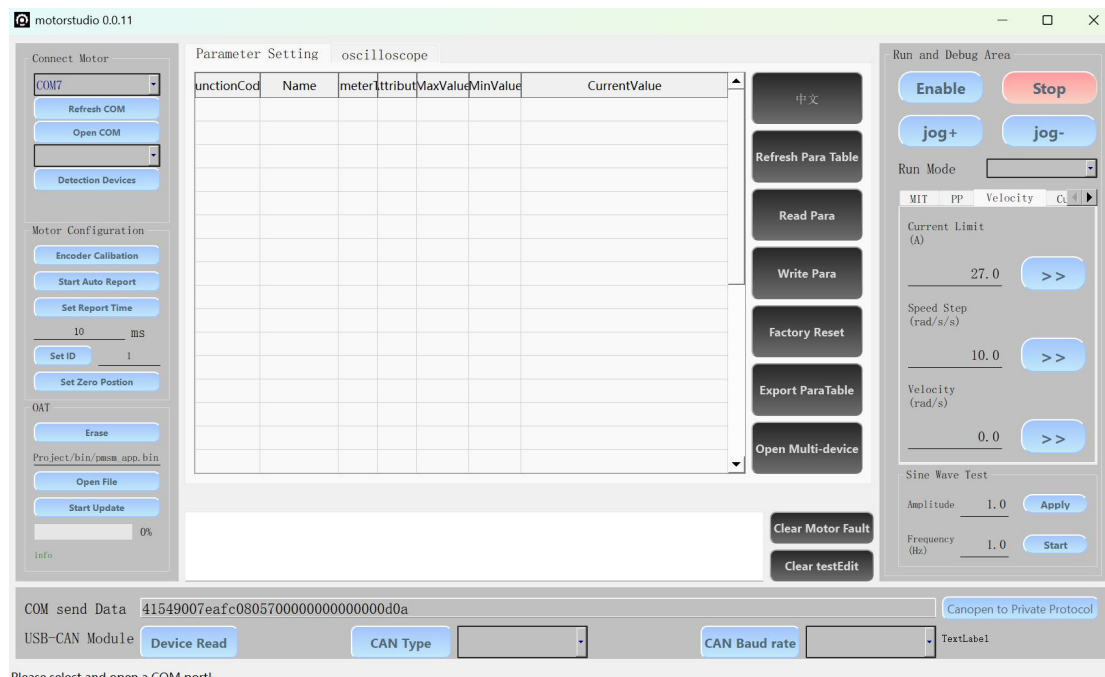 motorstudio 0.0.11
Connect Motor
COM7
Refresh COM
Open COM
Detection Devices
Motor Configuration
Encoder Calibation
Start Auto Report
Set Report Time
10 ms
Set ID 1
Set Zero Postion
OAT
Erase
Project/bin/pmsm_app.bin
Open File
Start Update
0%
info
Parameter Setting oscilloscope
unctionCod Name meterT ttribut MaxValue MinValue CurrentValue
中文
Refresh Para Table
Read Para
Write Para
Factory Reset
Export ParaTable
Open Multi-device
Clear Motor Fault
Clear testEdit
Run and Debug Area
Enable Stop
jog+ jog-
Run Mode
MIT PP Velocity Cu
Current Limit
(A)
27.0 >>
Speed Step
(rad/s/s)
10.0 >>
Velocity
(rad/s)
0.0 >>
Sine Wave Test
Amplitude 1.0 Apply
Frequency
(Hz) 1.0 Start
COM send Data 41549007eafc0805700000000000000d0a
Canopen to Private Protocol
USB-CAN Module Device Read CAN Type CAN Baud rate TextLabel
Please select and open a COM port!